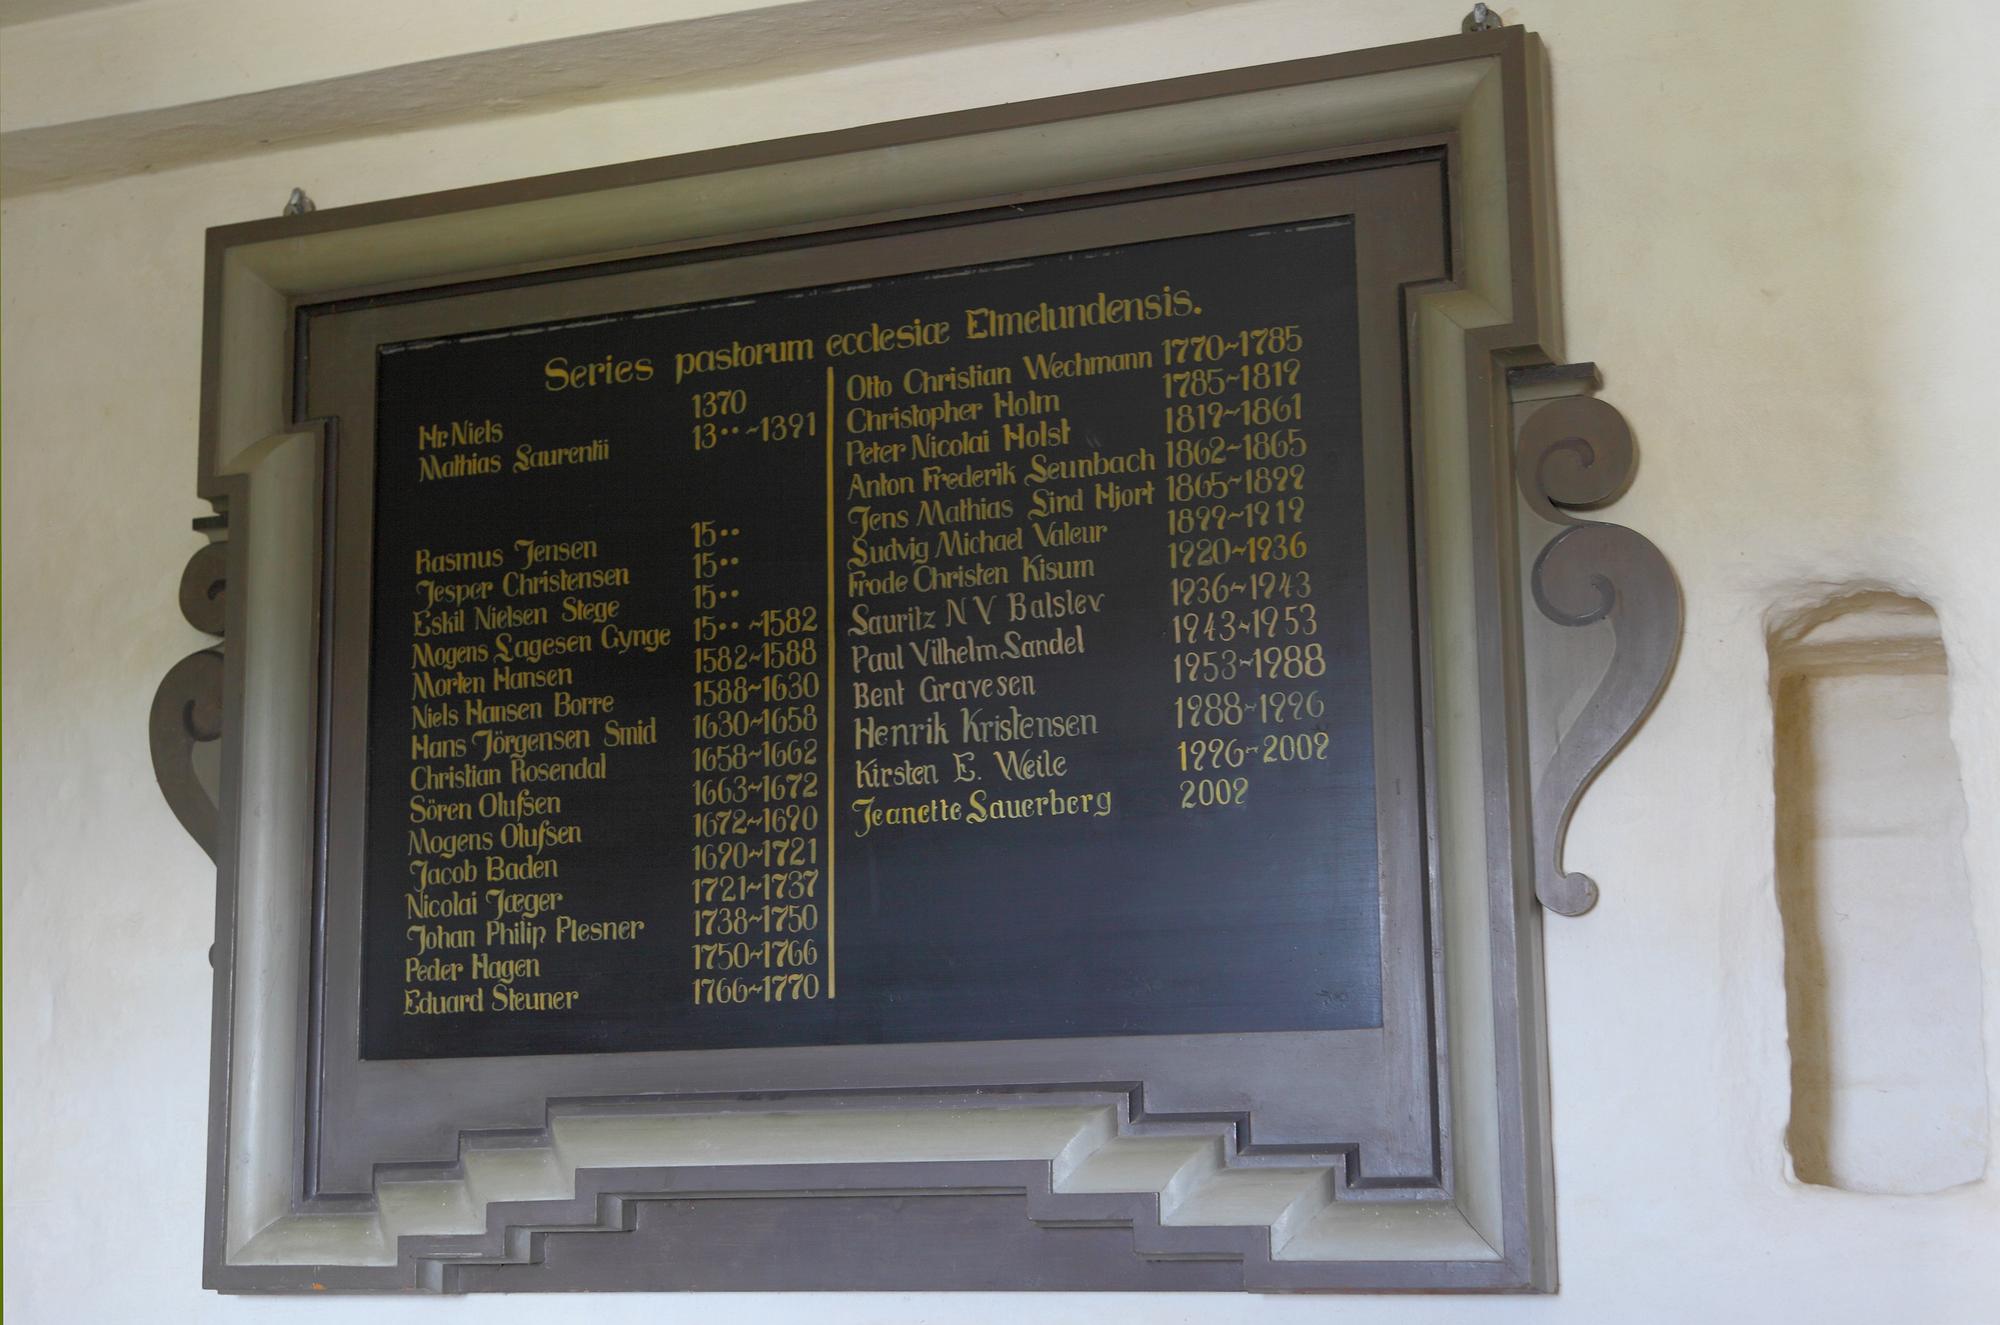 Series pastorum ecclesiæ Elmelundensis.
Hr. Niels 1370
Mathias Laurentii 13•• ~1391
Rasmus Jensen 15••
Jesper Christensen 15••
Eskil Nielsen Stege 15••
Mogens Lagesen Gynge 15•• ~1582
Morten Hansen 1582~1588
Niels Hansen Borre 1588~1630
Hans Jörgensen Smid 1630~1658
Christian Rosendal 1658~1662
Sören Olufsen 1663~1672
Mogens Olufsen 1672~1690
Jacob Baden 1690~1721
Nicolai Jæger 1721~1737
Johan Philip Plesner 1738~1750
Peder Hagen 1750~1766
Eduard Steuner 1766~1770
Otto Christian Wechmann 1770~1785
Christopher Holm 1785~1819
Peter Nicolai Holst 1819~1861
Anton Frederik Leunbach 1862~1865
Jens Mathias Lind Hjort 1865~1899
Ludvig Michael Valeur 1899~1919
Frode Christen Kisum 1920~1936
Lauritz N V Balslev 1936~1943
Paul Vilhelm Landel 1943~1953
Bent Gravesen 1953~1988
Henrik Kristensen 1988~1996
Kirsten E. Weile 1996~2009
Jeanette Lauerberg 2009